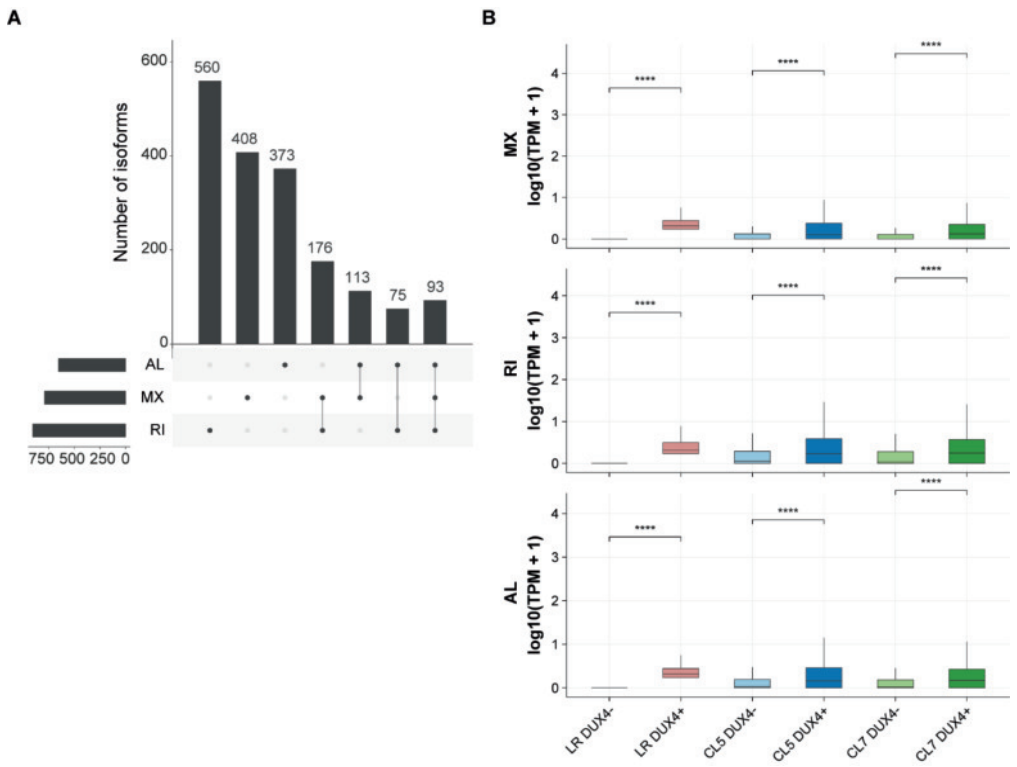 A
Number of isoforms
600
400
200
0
560
408
373
176
113
75
93
AL
MX
RI
750 500 250 0
B
MX
log10(TPM + 1)
4
3
2
1
0
****
****
****
RI
log10(TPM + 1)
4
3
2
1
0
****
****
****
AL
log10(TPM + 1)
4
3
2
1
0
****
****
****
LR DUX4-
LR DUX4+
CL5 DUX4-
CL5 DUX4+
CL7 DUX4-
CL7 DUX4+